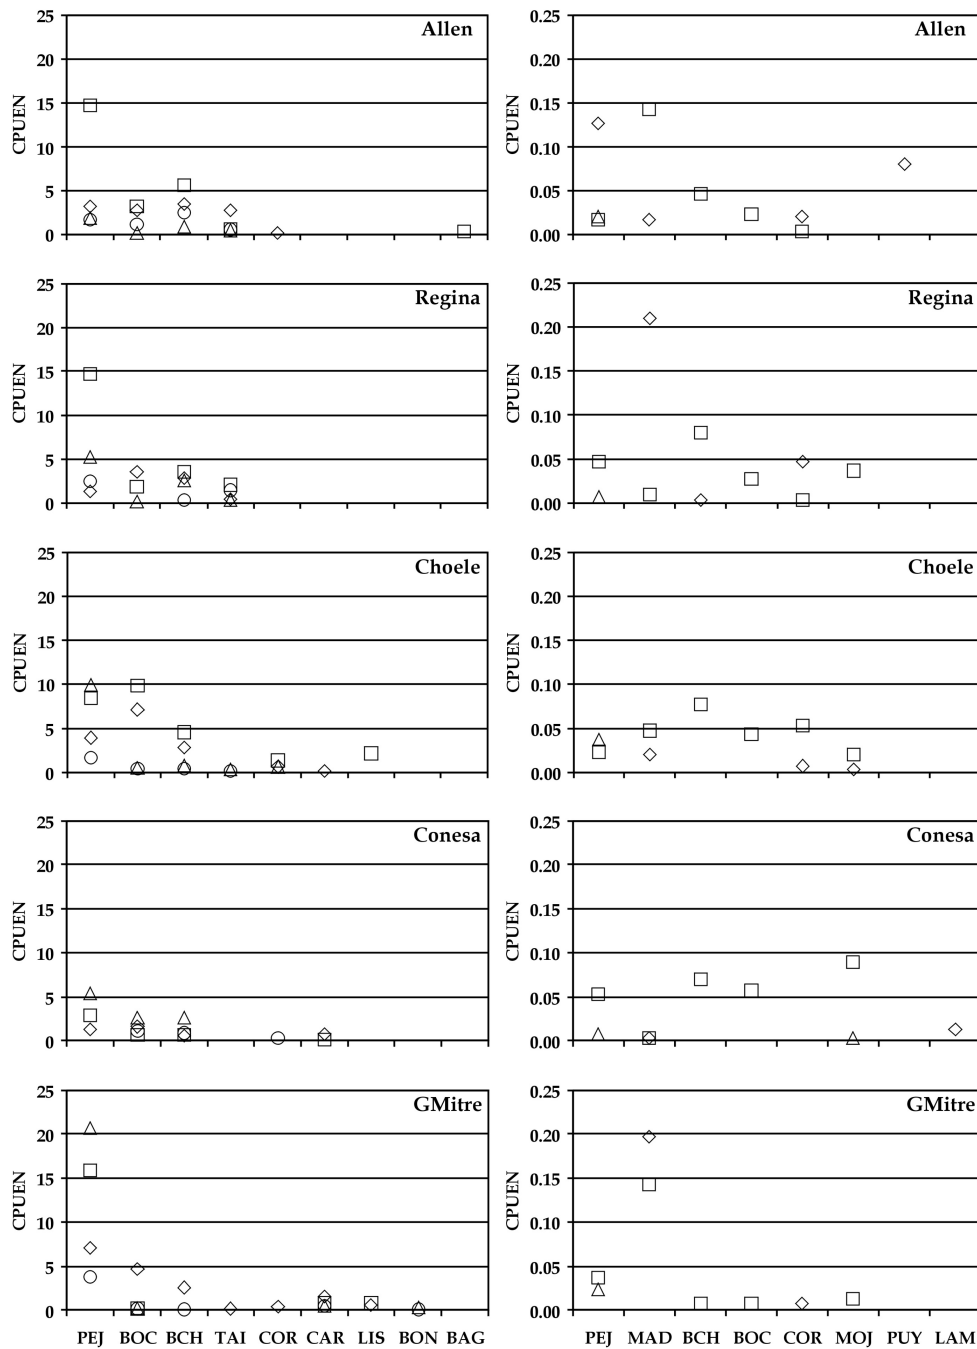 25
Allen
20
CPUEN
15
10
5
0
0.25
Allen
0.20
CPUEN
0.15
0.10
0.05
0.00
25
Regina
20
CPUEN
15
10
5
0
0.25
Regina
0.20
CPUEN
0.15
0.10
0.05
0.00
25
Choele
20
CPUEN
15
10
5
0
0.25
Choele
0.20
CPUEN
0.15
0.10
0.05
0.00
25
Conesa
20
CPUEN
15
10
5
0
0.25
Conesa
0.20
CPUEN
0.15
0.10
0.05
0.00
25
GMitre
20
CPUEN
15
10
5
0
PEJ BOC BCH TAI COR CAR LIS BON BAG
0.25
GMitre
0.20
CPUEN
0.15
0.10
0.05
0.00
PEJ MAD BCH BOC COR MOJ PUY LAM